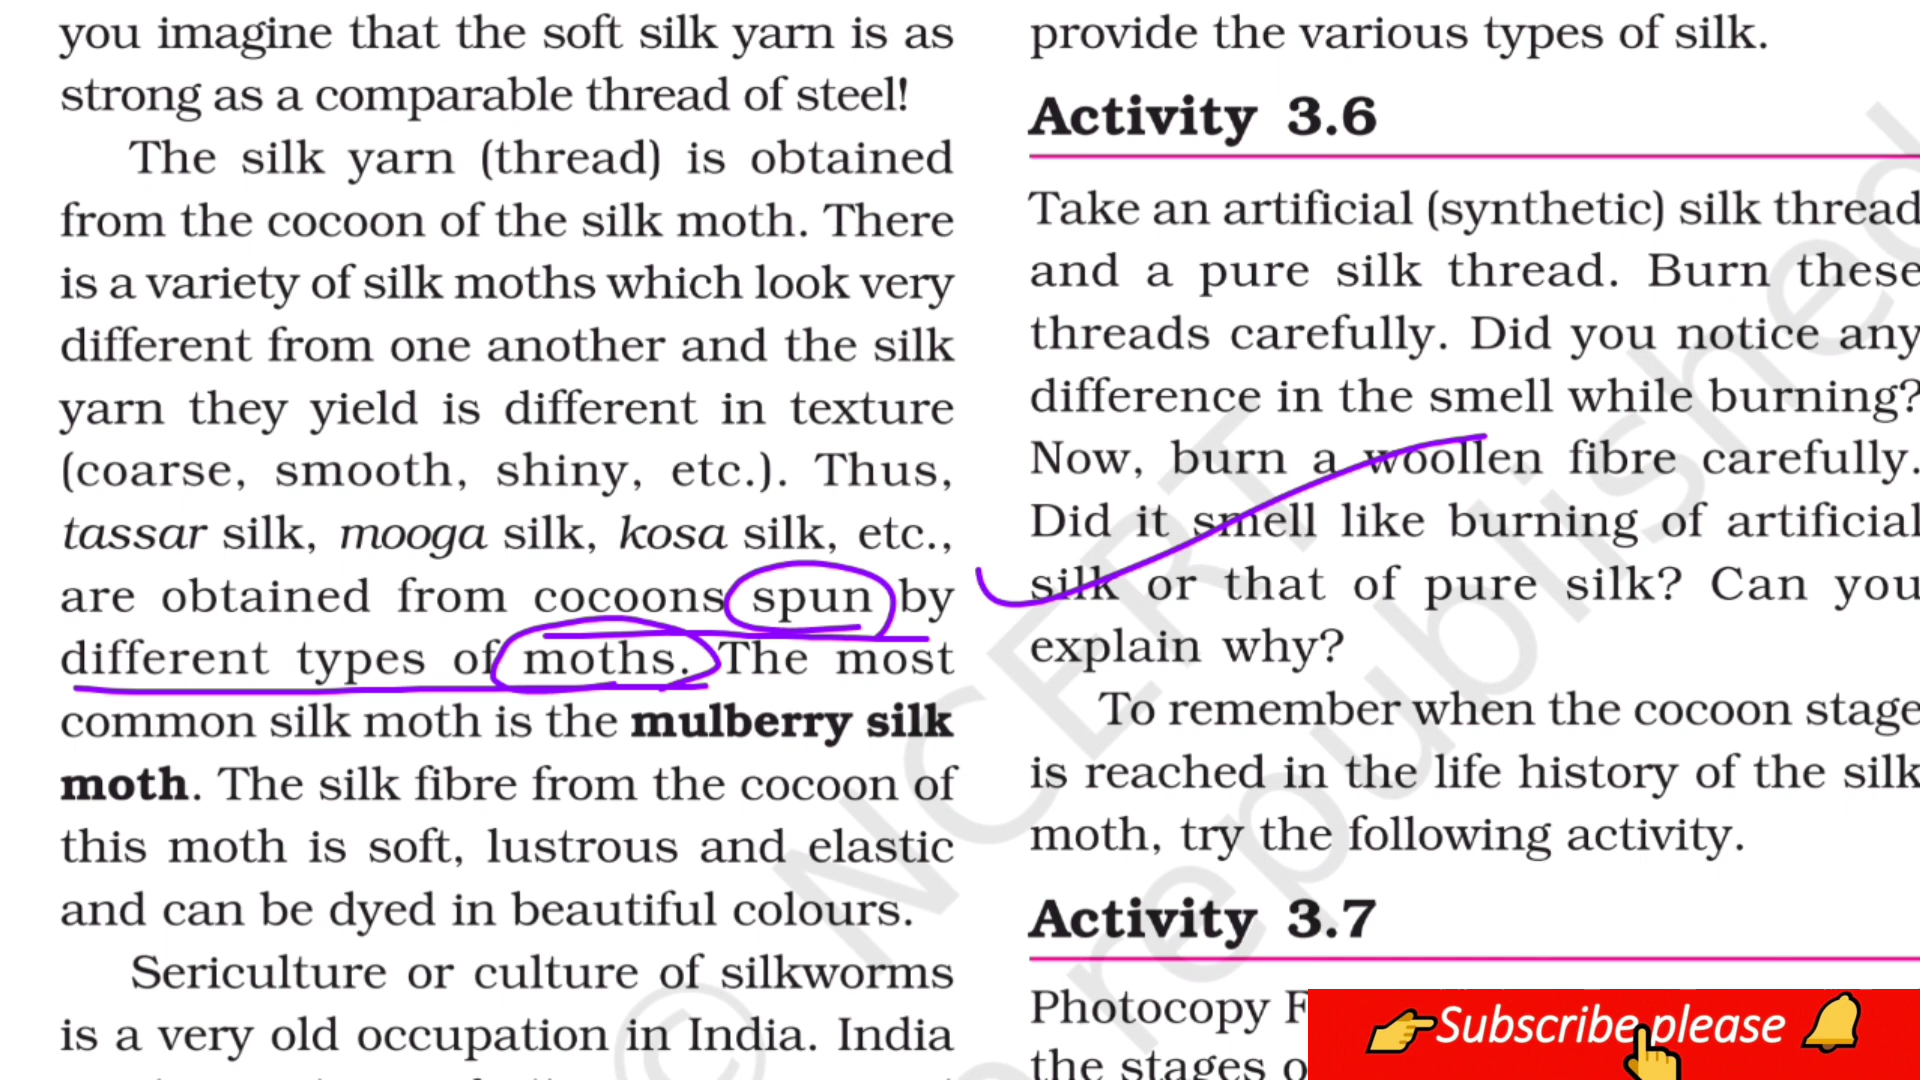 you imagine that the soft silk yarn is as
strong as a comparable thread of steel!
The silk yarn (thread) is obtained
from the cocoon of the silk moth. There
is a variety of silk moths which look very
different from one another and the silk
yarn they yield is different in texture
(coarse, smooth, shiny, etc.). Thus,
tassar silk, mooga silk, kosa silk, etc.,
are obtained from cocoons spun by
different types of moths. The most
common silk moth is the mulberry silk
moth. The silk fibre from the cocoon of
this moth is soft, lustrous and elastic
and can be dyed in beautiful colours.
Sericulture or culture of silkworms
is a very old occupation in India. India
provide the various types of silk.
Activity 3.6
Take an artificial (synthetic) silk thread
and a pure silk thread. Burn these
threads carefully. Did you notice any
difference in the smell while burning?
Now, burn a woollen fibre carefully.
Did it smell like burning of artificial
silk or that of pure silk? Can you
explain why?
To remember when the cocoon stage
is reached in the life history of the silk
moth, try the following activity.
Activity 3.7
Photocopy
the stages
Subscribe please
© NCERT
republished